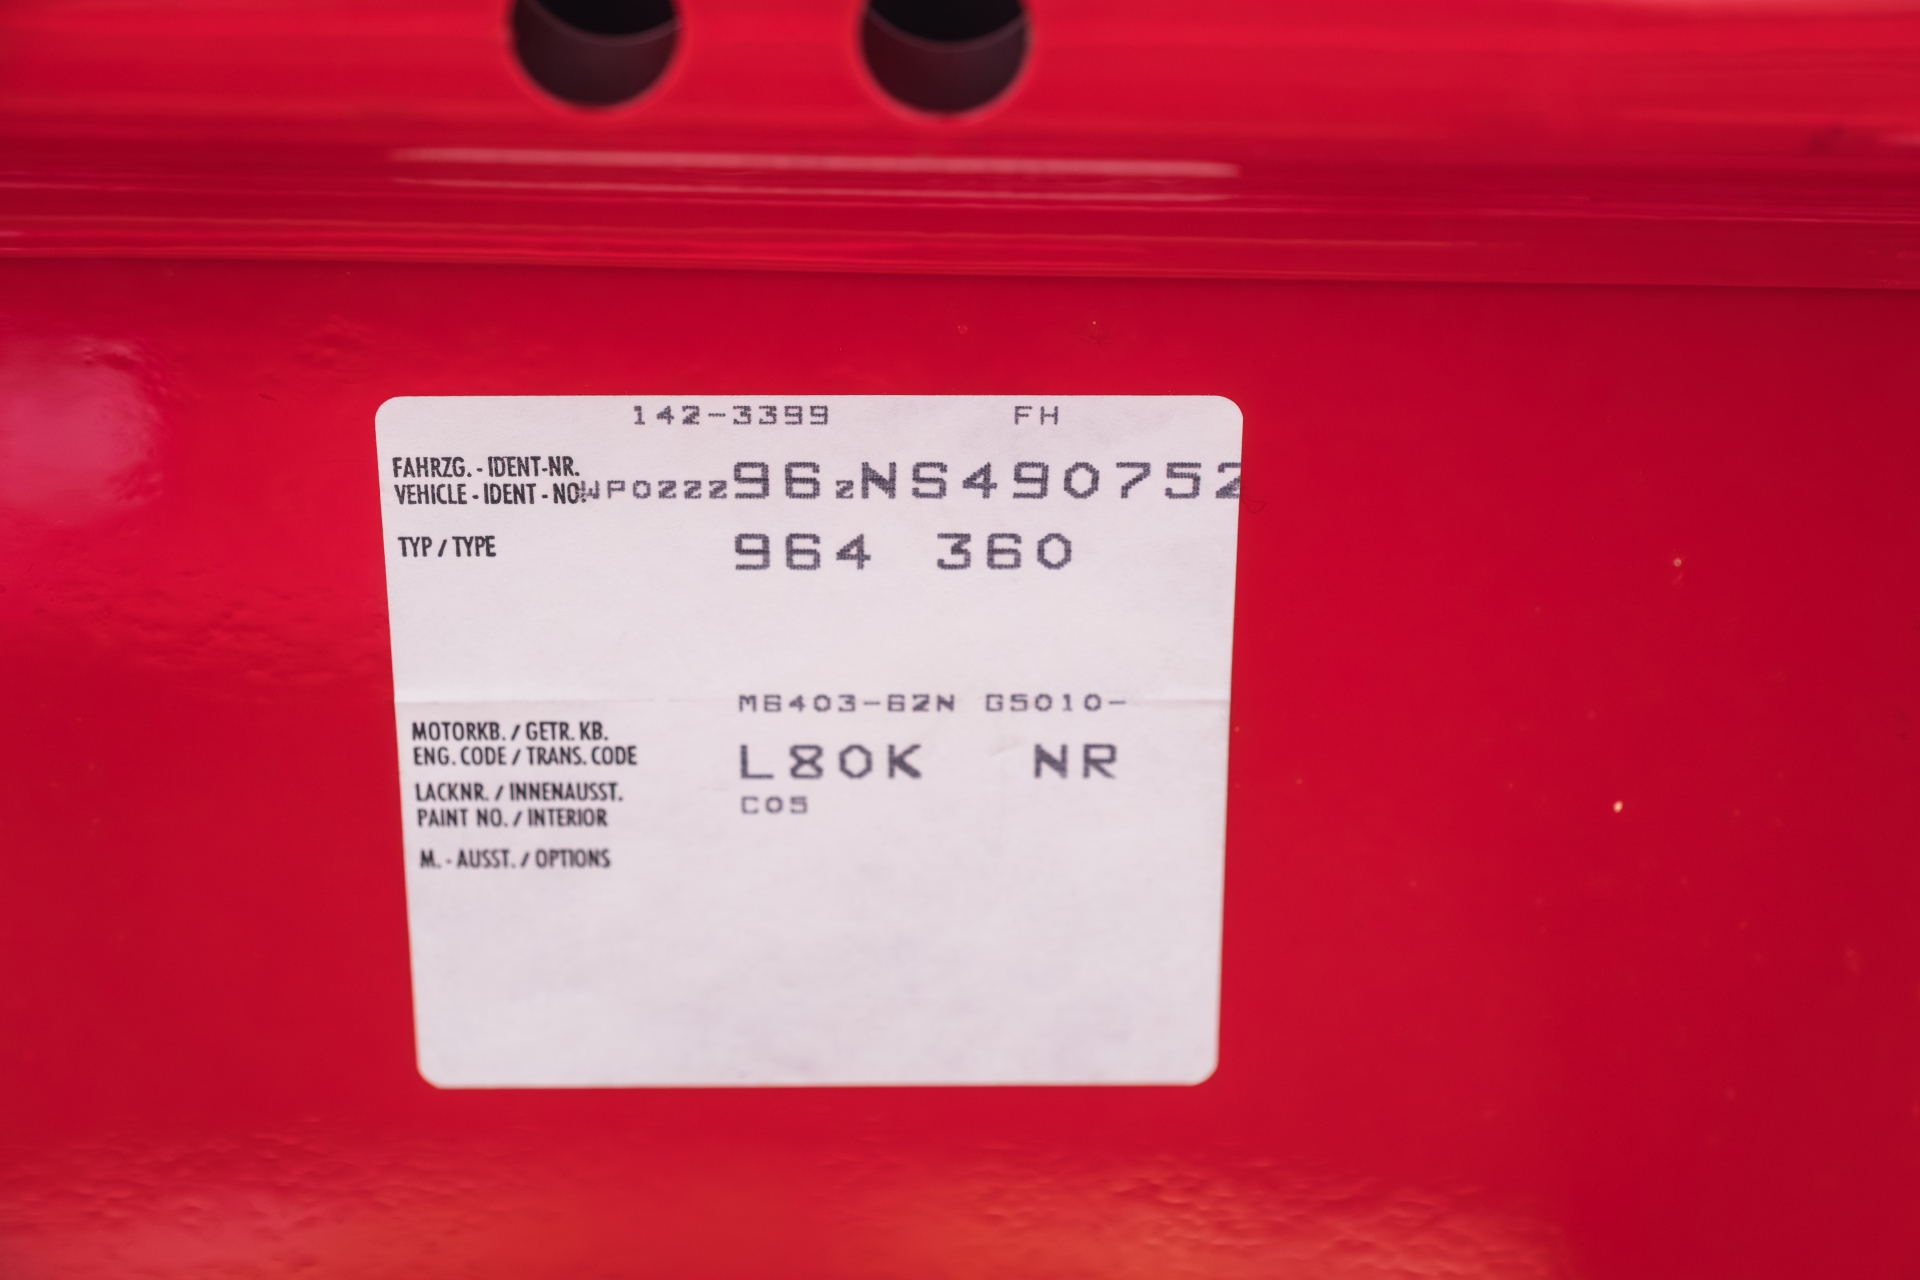 142-3399 FH
FAHRZG. - IDENT-NR.
VEHICLE - IDENT - NO. WP0ZZZ96ZNS490752
TYP / TYPE 964 360
M6403-62N G5010-
MOTORKB. / GETR. KB.
ENG. CODE / TRANS. CODE L80K NR
LACKNR. / INNENAUSST.
PAINT NO. / INTERIOR C05
M. - AUSST. / OPTIONS